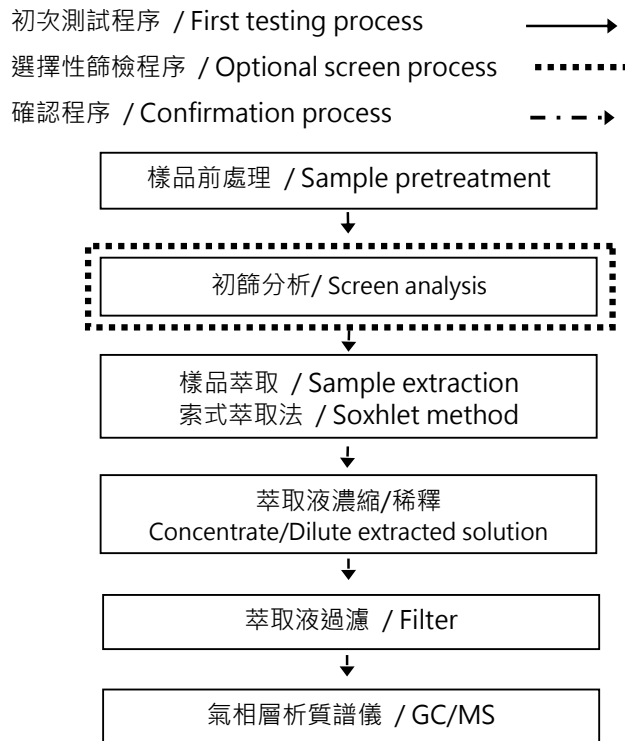 初次測試程序 / First testing process
選擇性篩檢程序 / Optional screen process
確認程序 / Confirmation process
樣品前處理 / Sample pretreatment
初篩分析/ Screen analysis
樣品萃取 / Sample extraction
索式萃取法 / Soxhlet method
萃取液濃縮/稀釋
Concentrate/Dilute extracted solution
萃取液過濾 / Filter
氣相層析質譜儀 / GC/MS